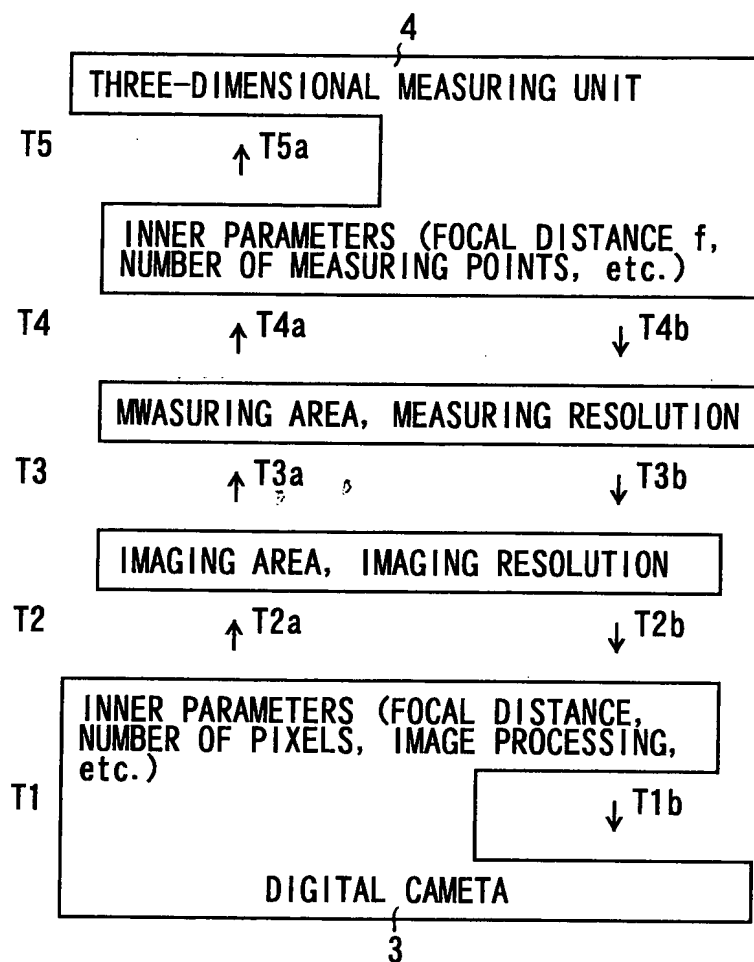 4
THREE-DIMENSIONAL MEASURING UNIT
T5
T5a
INNER PARAMETERS (FOCAL DISTANCE f,
NUMBER OF MEASURING POINTS, etc.)
T4
T4a
T4b
MWASURING AREA, MEASURING RESOLUTION
T3
T3a
T3b
IMAGING AREA, IMAGING RESOLUTION
T2
T2a
T2b
INNER PARAMETERS (FOCAL DISTANCE,
NUMBER OF PIXELS, IMAGE PROCESSING,
etc.)
T1
T1b
DIGITAL CAMETA
3